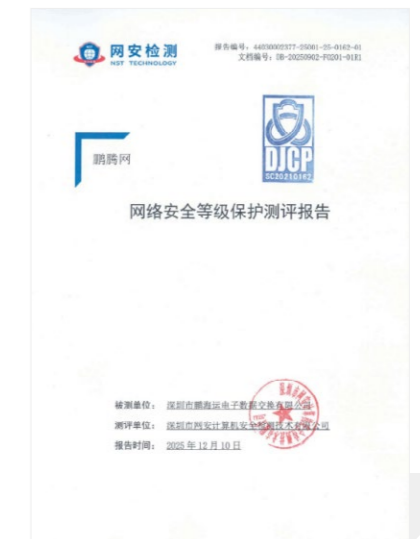 网安检测
NST TECHNOLOGY
报告编号：44030002377-25001-25-0162-01
文档编号：DB-20250902-F0201-01E1
DJCP
SC20210162
鹏腾网
网络安全等级保护测评报告
被测单位：深圳市鹏海运电子数据交换有限公司
测评单位：深圳市网安计算机安全检测技术有限公司
报告时间：2025年12月10日